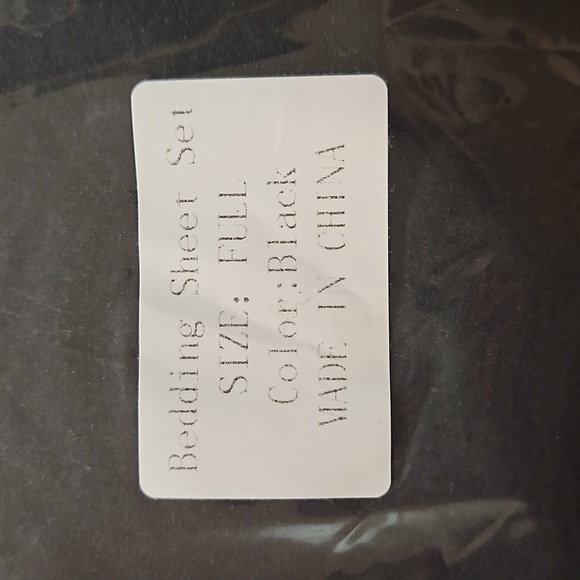 Bedding Sheet Set
SIZE: FULL
Color:Black
MADE IN CHINA